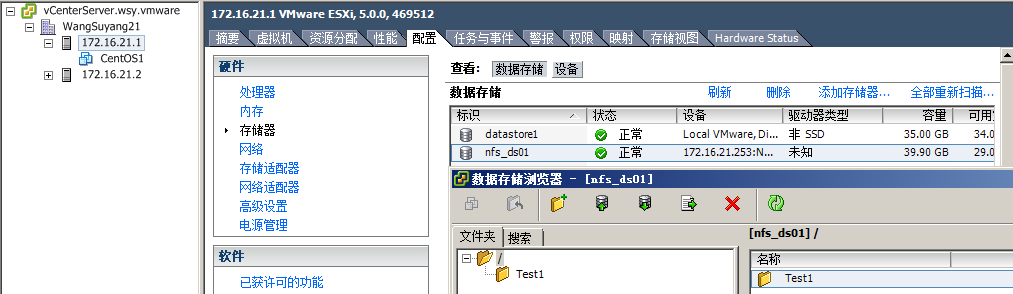 vCenterServer.wsy.vmware
WangSuyang21
172.16.21.1
CentOS1
172.16.21.2
172.16.21.1 VMware ESXi, 5.0.0, 469512
摘要 虚拟机 资源分配 性能 配置 任务与事件 警报 权限 映射 存储视图 Hardware Status
硬件
处理器
内存
存储器
网络
存储适配器
网络适配器
高级设置
电源管理
软件
已获许可的功能
查看: 数据存储 设备
数据存储 刷新 删除 添加存储器... 全部重新扫描...
标识 状态 设备 驱动器类型 容量 可用
datastore1 正常 Local VMware, Di... 非 SSD 35.00 GB 34.0
nfs_ds01 正常 172.16.21.253:N... 未知 39.90 GB 29.0
数据存储浏览器 - [nfs_ds01]
文件夹 搜索 [nfs_ds01] /
/
Test1
名称
Test1